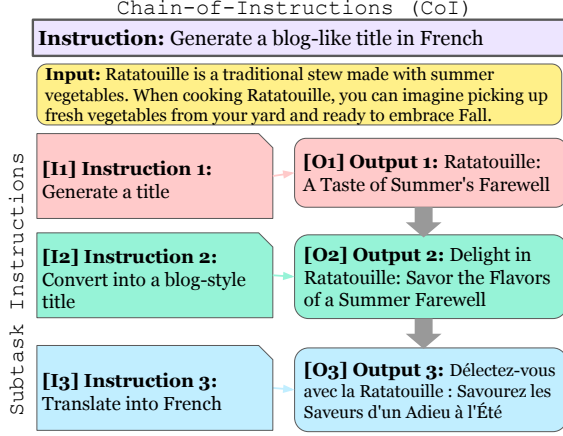 Chain-of-Instructions (CoI)
Instruction: Generate a blog-like title in French
Input: Ratatouille is a traditional stew made with summer
vegetables. When cooking Ratatouille, you can imagine picking up
fresh vegetables from your yard and ready to embrace Fall.
Subtask Instructions
[I1] Instruction 1:
Generate a title
[O1] Output 1: Ratatouille:
A Taste of Summer's Farewell
[I2] Instruction 2:
Convert into a blog-style
title
[O2] Output 2: Delight in
Ratatouille: Savor the Flavors
of a Summer Farewell
[I3] Instruction 3:
Translate into French
[O3] Output 3: Délectez-vous
avec la Ratatouille : Savourez les
Saveurs d'un Adieu à l'Été